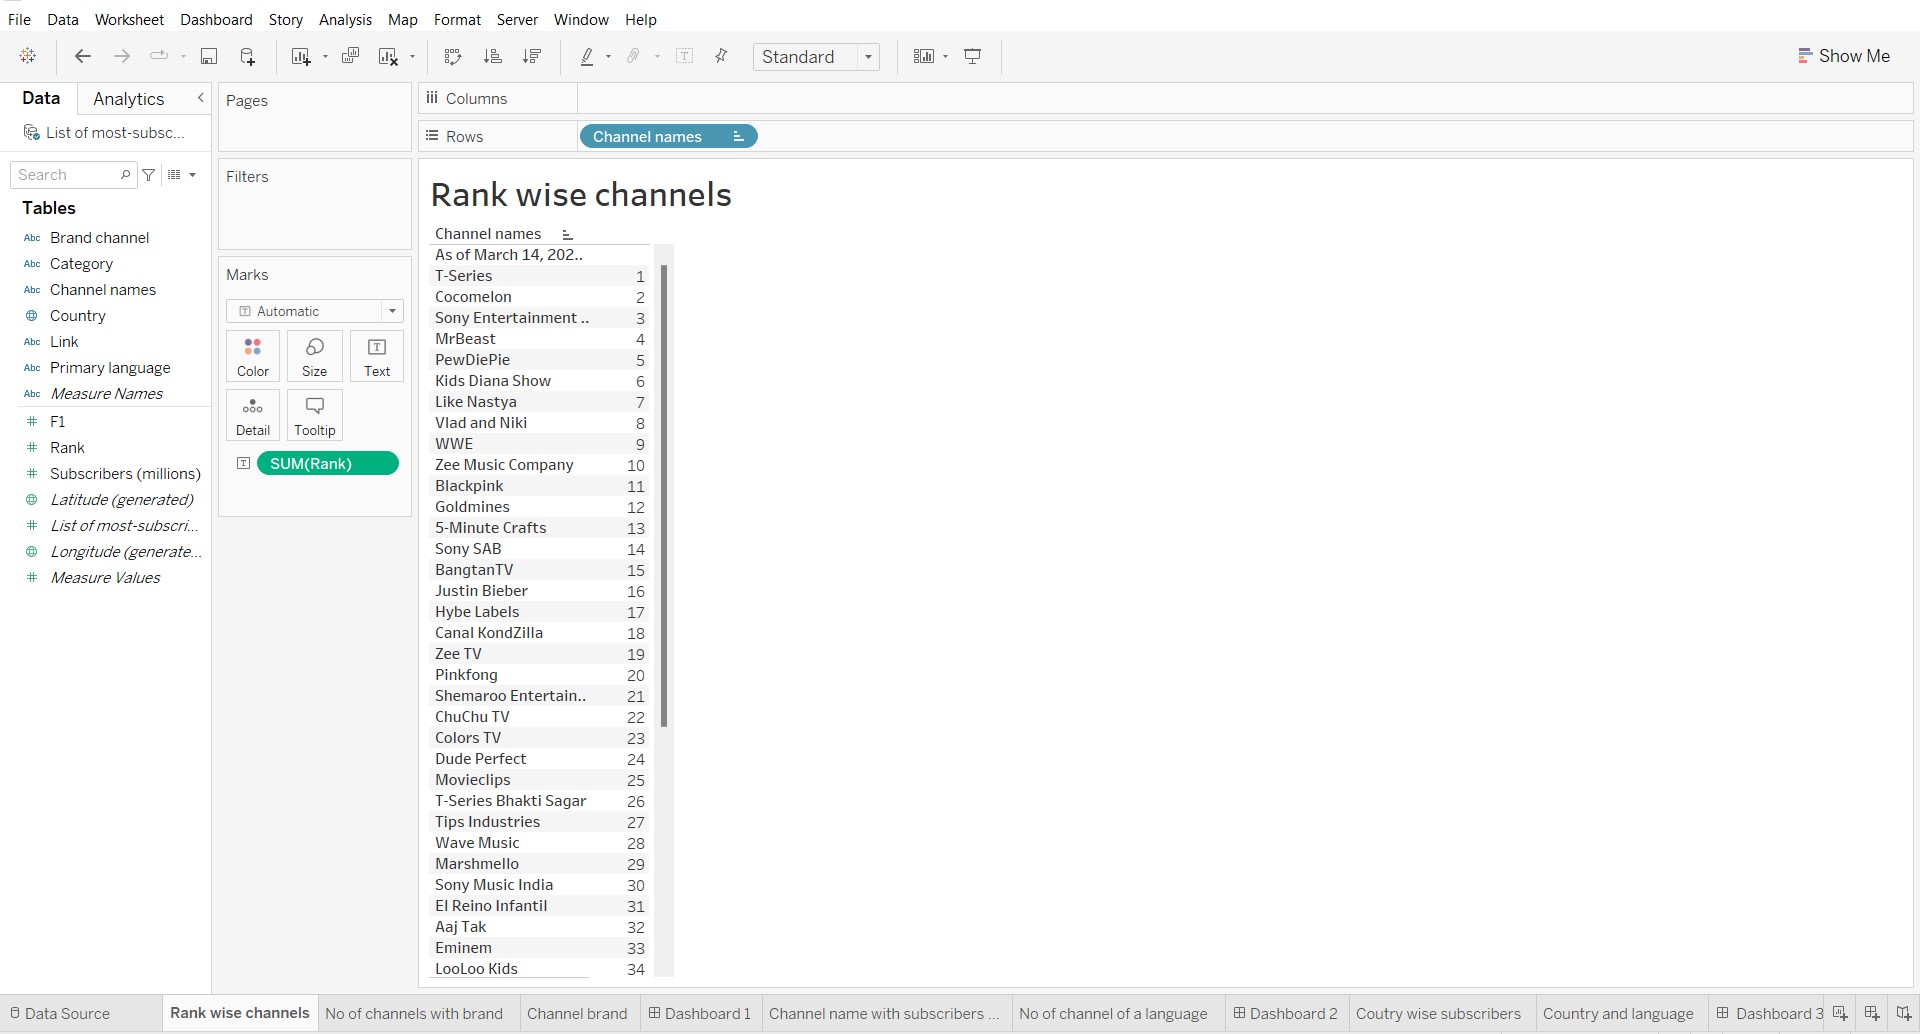 File Data Worksheet Dashboard Story Analysis Map Format Server Window Help
Standard
Show Me
Data Analytics
List of most-subsc...
Search
Tables
Abc Brand channel
Abc Category
Abc Channel names
Country
Abc Link
Abc Primary language
Abc Measure Names
F1
Rank
Subscribers (millions)
Latitude (generated)
List of most-subscri...
Longitude (generate...
Measure Values
Pages
Filters
Marks
T Automatic
Color Size Text
Detail Tooltip
T SUM(Rank)
Columns
Rows Channel names
Rank wise channels
Channel names
As of March 14, 202..
T-Series 1
Cocomelon 2
Sony Entertainment .. 3
MrBeast 4
PewDiePie 5
Kids Diana Show 6
Like Nastya 7
Vlad and Niki 8
WWE 9
Zee Music Company 10
Blackpink 11
Goldmines 12
5-Minute Crafts 13
Sony SAB 14
BangtanTV 15
Justin Bieber 16
Hybe Labels 17
Canal KondZilla 18
Zee TV 19
Pinkfong 20
Shemaroo Entertain.. 21
ChuChu TV 22
Colors TV 23
Dude Perfect 24
Movieclips 25
T-Series Bhakti Sagar 26
Tips Industries 27
Wave Music 28
Marshmello 29
Sony Music India 30
El Reino Infantil 31
Aaj Tak 32
Eminem 33
LooLoo Kids 34
Data Source Rank wise channels No of channels with brand Channel brand Dashboard 1 Channel name with subscribers ... No of channel of a language Dashboard 2 Coutry wise subscribers Country and language Dashboard 3